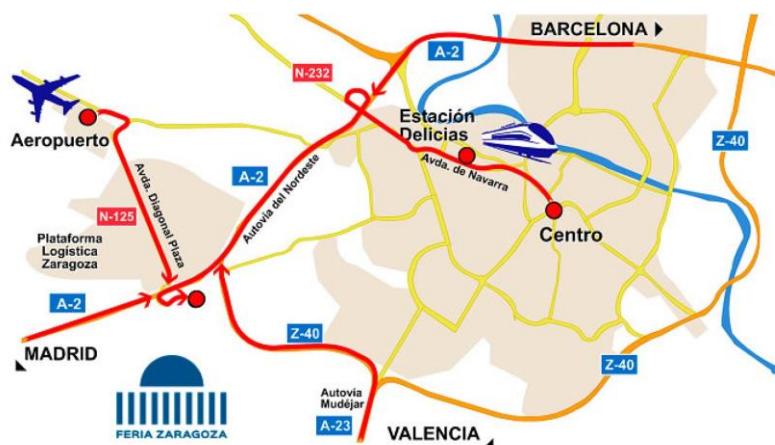 BARCELONA
A-2
N-232
Estación
Delicias
Aeropuerto
Z-40
A-2
Autovía del Nordeste
Avda. de Navarra
Avda. Diagonal Plaza
N-125
Centro
Plataforma
Logística
Zaragoza
A-2
MADRID
Z-40
Z-40
FERIA ZARAGOZA
Autovía
Mudéjar
A-23
VALENCIA